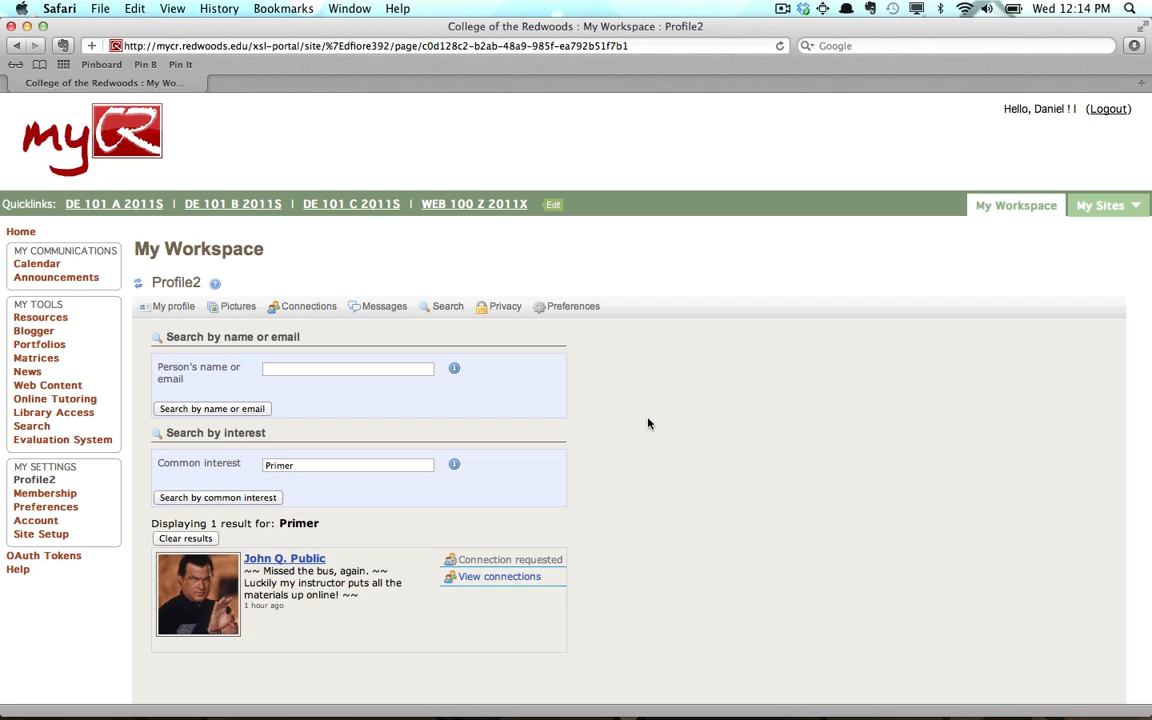 Safari File Edit View History Bookmarks Window Help Wed 12:14 PM
College of the Redwoods : My Workspace : Profile2
http://mycr.redwoods.edu/xsl-portal/site/%7Edfiore392/page/c0d128c2-b2ab-48a9-985f-ea792b51f7b1 Google
Pinboard Pin B Pin It
College of the Redwoods : My Wo...
my CR
Hello, Daniel ! | (Logout)
Quicklinks: DE 101 A 2011S | DE 101 B 2011S | DE 101 C 2011S | WEB 100 Z 2011X Edit My Workspace My Sites
Home
MY COMMUNICATIONS
Calendar
Announcements
MY TOOLS
Resources
Blogger
Portfolios
Matrices
News
Web Content
Online Tutoring
Library Access
Search
Evaluation System
MY SETTINGS
Profile2
Membership
Preferences
Account
Site Setup
OAuth Tokens
Help
My Workspace
Profile2
My profile Pictures Connections Messages Search Privacy Preferences
Search by name or email
Person's name or
email
Search by name or email
Search by interest
Common interest Primer
Search by common interest
Displaying 1 result for: Primer
Clear results
John Q. Public
~~ Missed the bus, again. ~~
Luckily my instructor puts all the
materials up online! ~~
1 hour ago
Connection requested
View connections